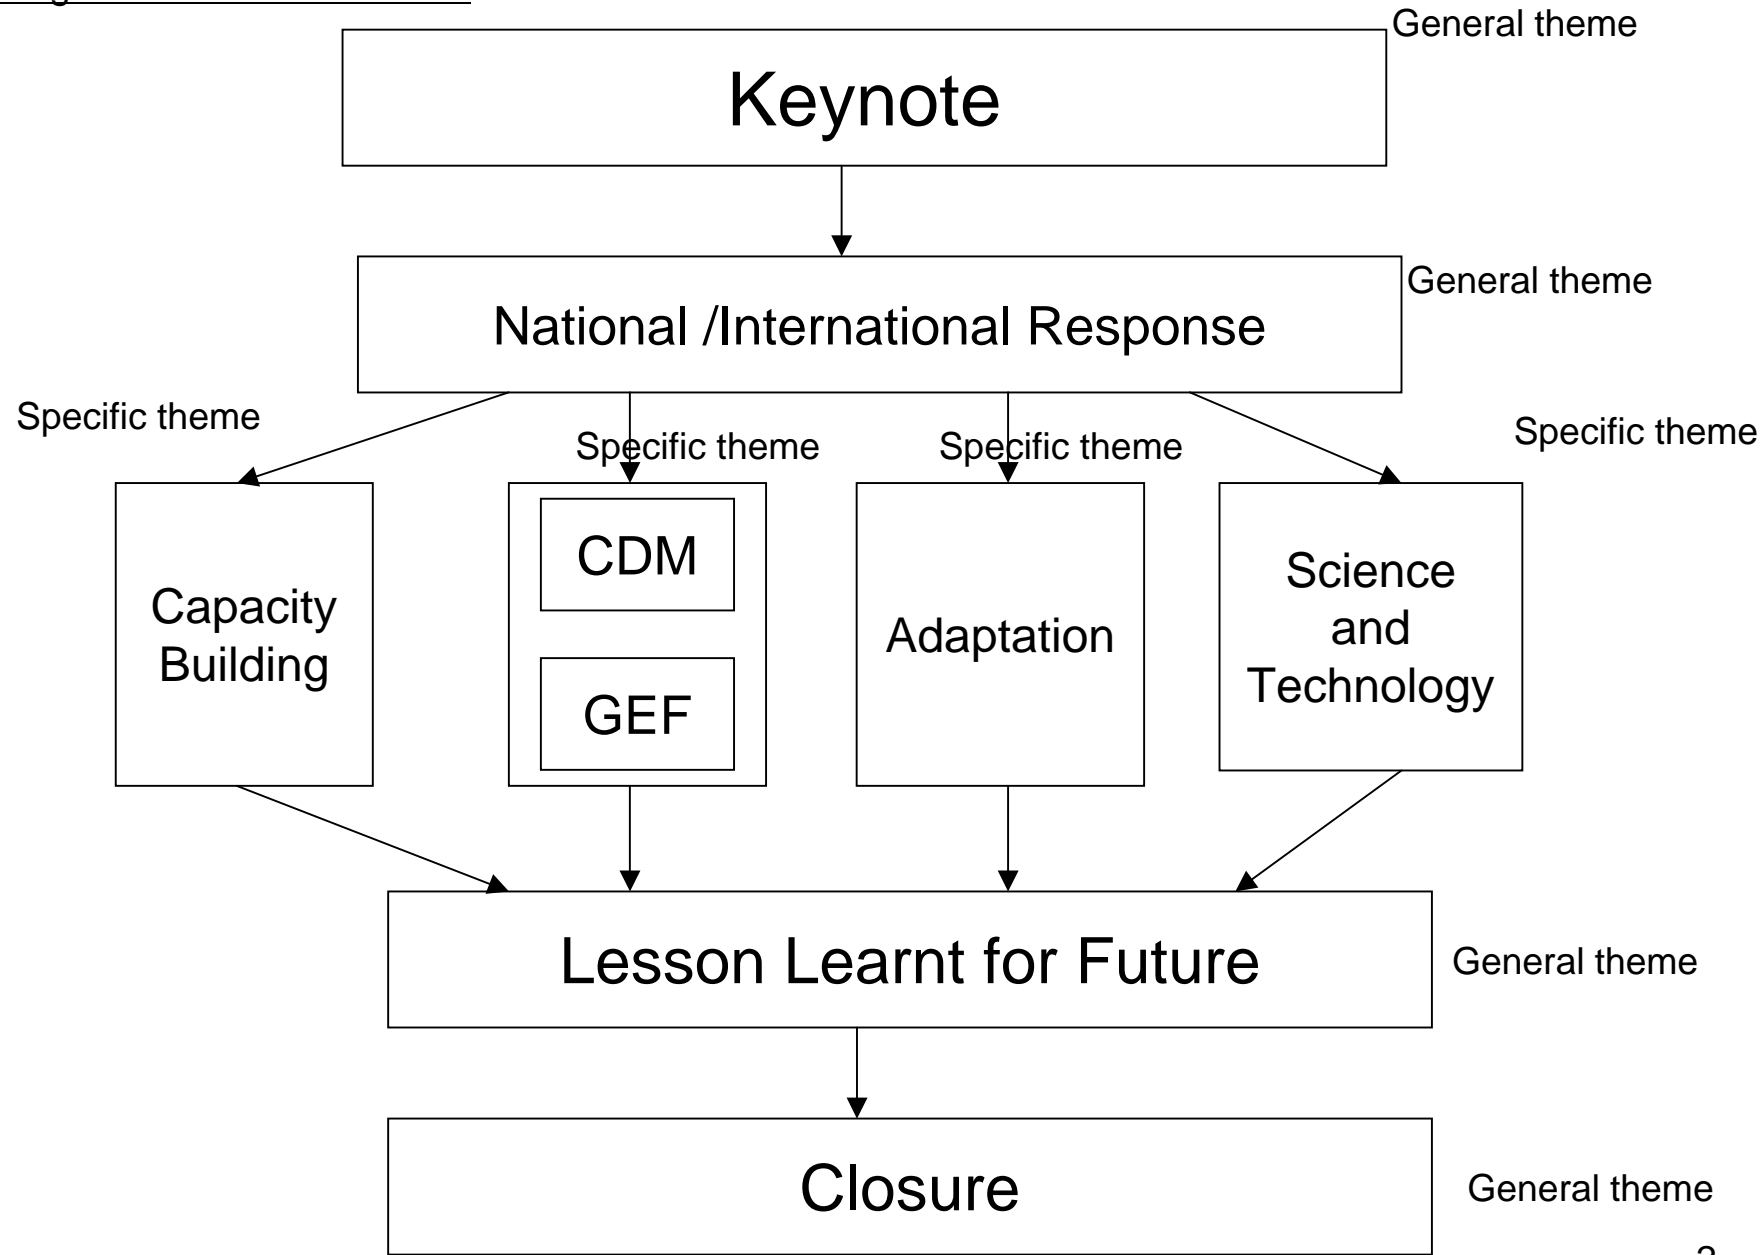 General theme
Keynote
General theme
National /International Response
Specific theme
Specific theme
Specific theme
Specific theme
Capacity
Building
CDM
GEF
Adaptation
Science
and
Technology
Lesson Learnt for Future
General theme
Closure
General theme